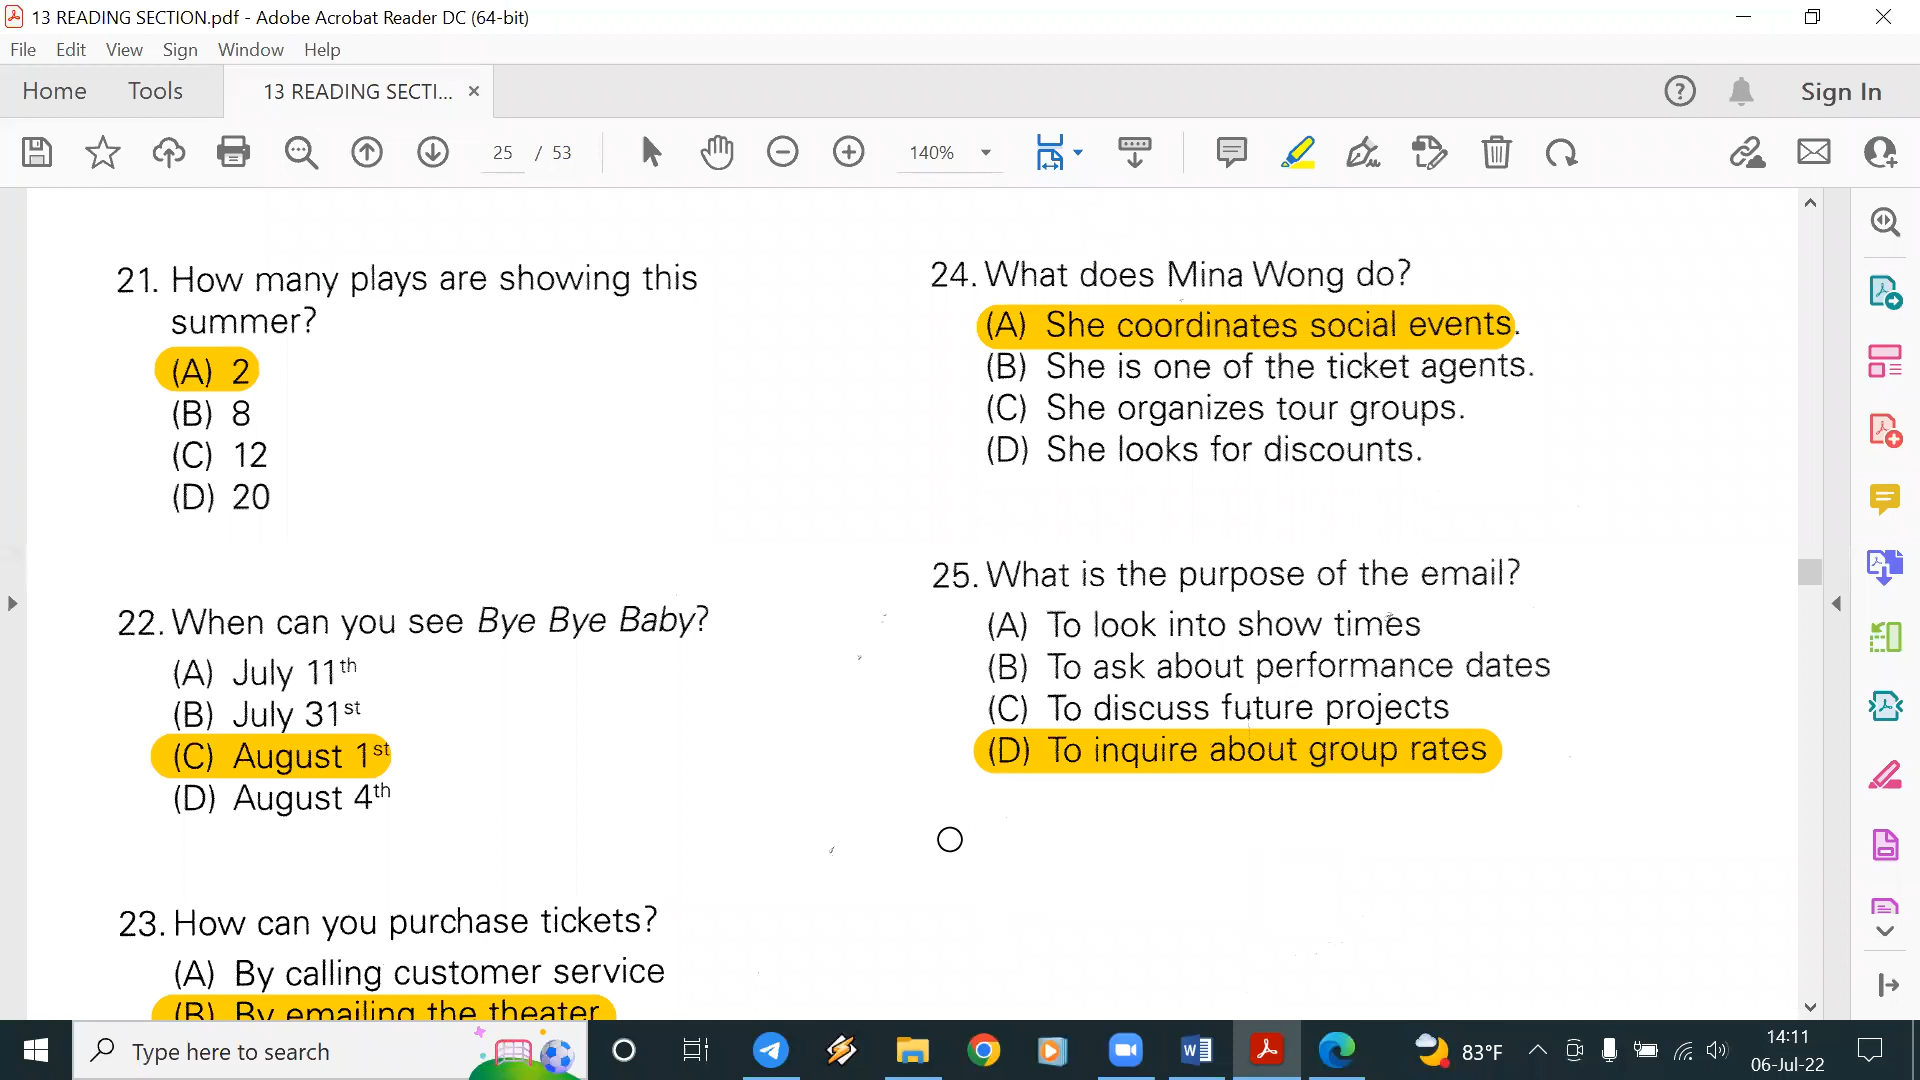 13 READING SECTION.pdf - Adobe Acrobat Reader DC (64-bit)
File Edit View Sign Window Help
Home Tools 13 READING SECTI... × Sign In
25 / 53 140%
21. How many plays are showing this
summer?
(A) 2
(B) 8
(C) 12
(D) 20
22. When can you see Bye Bye Baby?
(A) July 11th
(B) July 31st
(C) August 1st
(D) August 4th
23. How can you purchase tickets?
(A) By calling customer service
(B) By emailing the theater
24. What does Mina Wong do?
(A) She coordinates social events.
(B) She is one of the ticket agents.
(C) She organizes tour groups.
(D) She looks for discounts.
25. What is the purpose of the email?
(A) To look into show times
(B) To ask about performance dates
(C) To discuss future projects
(D) To inquire about group rates
Type here to search
83°F
14:11
06-Jul-22